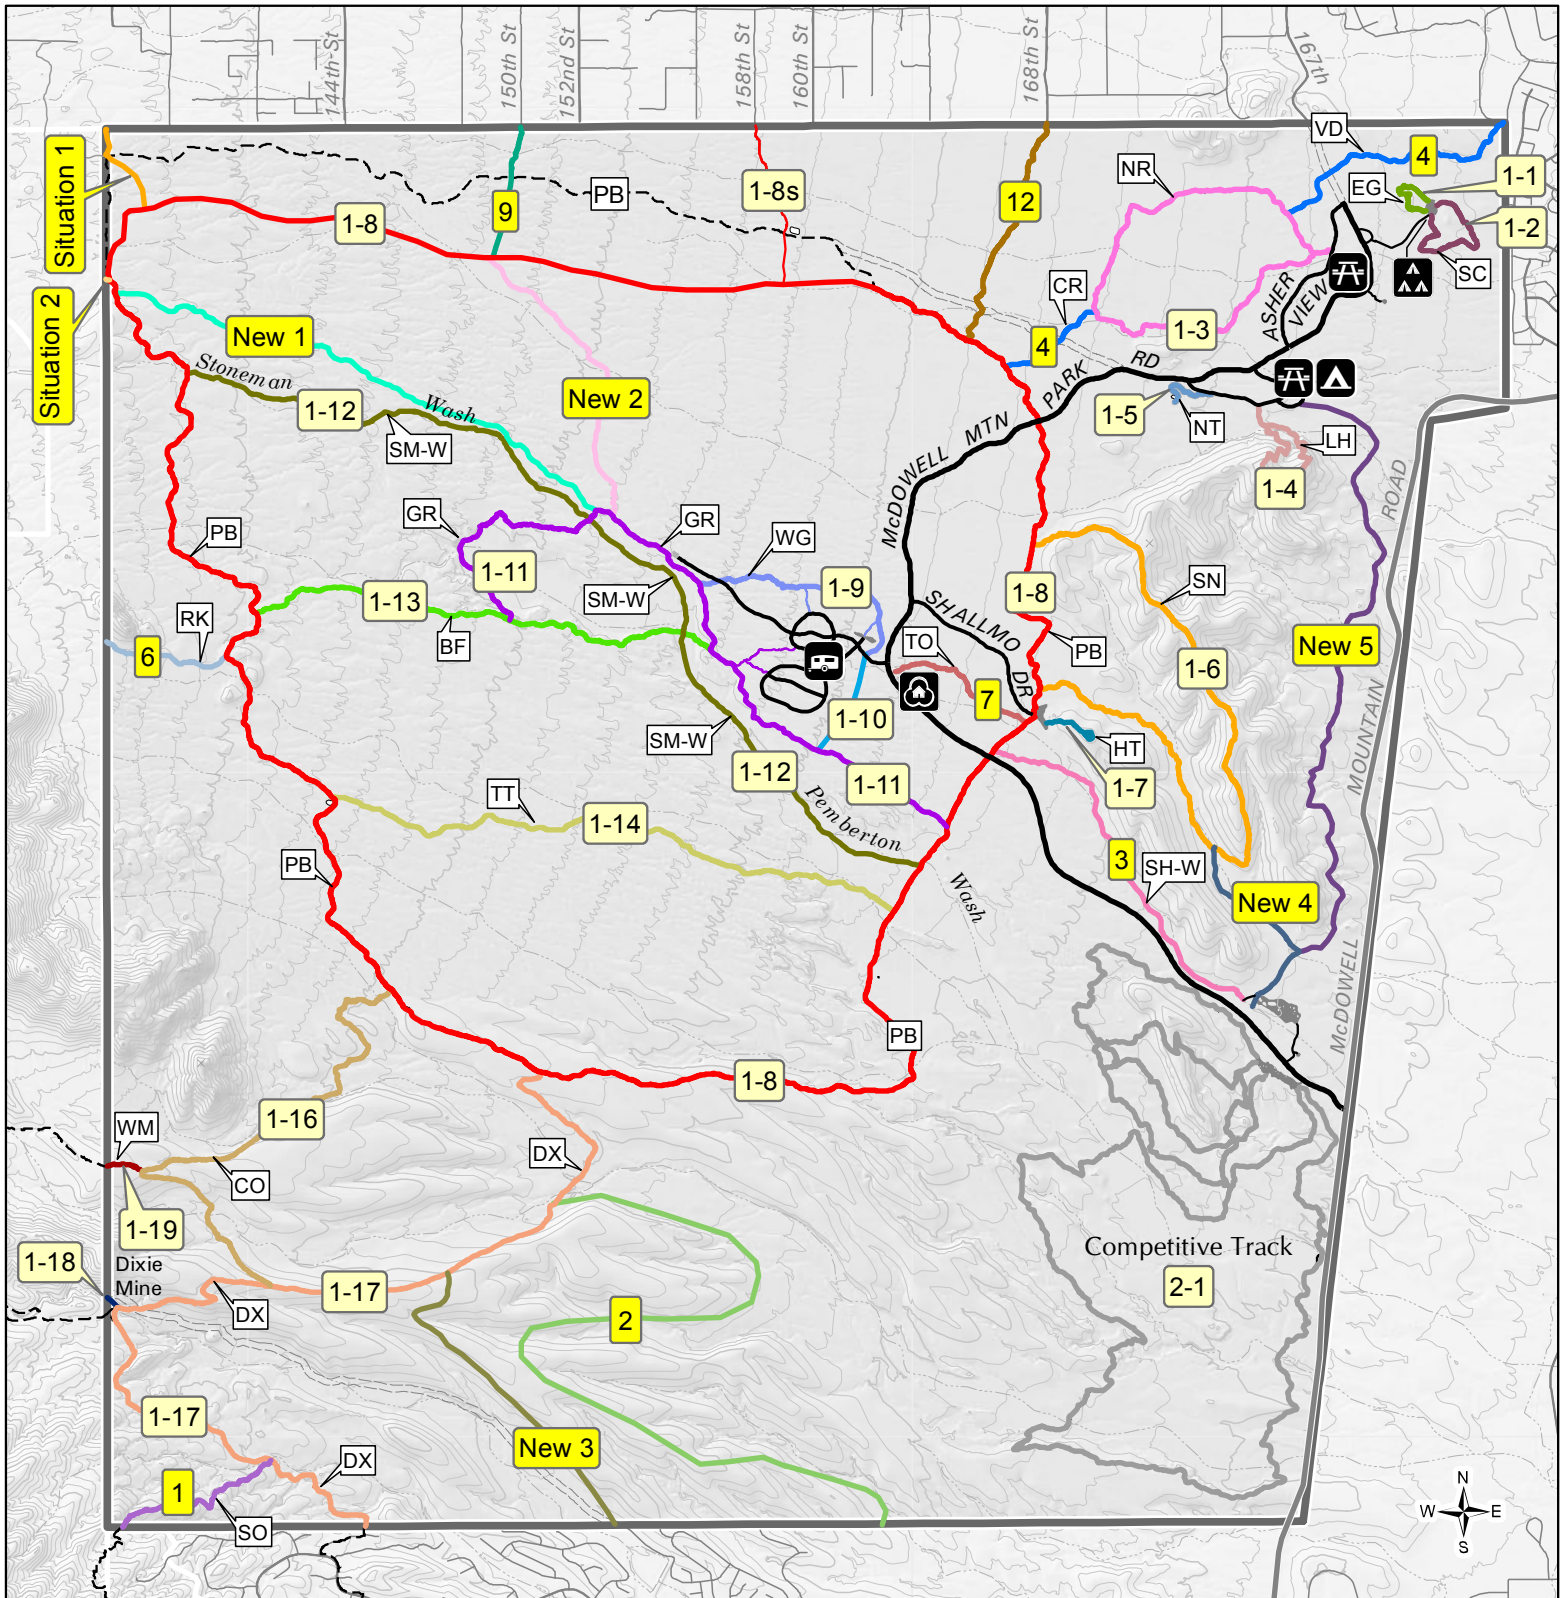 144th St
150th St
152nd St
158th St
160th St
168th St
167th
VD
4
1-1
NR
EG
1-2
SC
Situation 1
1-8
9
PB
1-8s
12
CR
4
1-3
ASHER
VIEW
Situation 2
New 1
Stoneman
Wash
1-12
SM-W
New 2
McDOWELL MTN PARK RD
1-5
NT
LH
1-4
ROAD
GR
GR
PB
WG
1-11
SM-W
1-13
BF
RK
6
1-9
SHALLMO
DR
1-8
PB
SN
TO
7
1-6
New 5
SM-W
1-10
HT
1-7
MOUNTAIN
1-12
1-11
TT
1-14
Pemberton
Wash
PB
3
SH-W
New 4
McDOWELL
PB
1-8
1-16
WM
CO
1-19
DX
1-18
Dixie
Mine
1-17
DX
2
Competitive Track
2-1
1-17
New 3
DX
1
SO
N
W
E
S